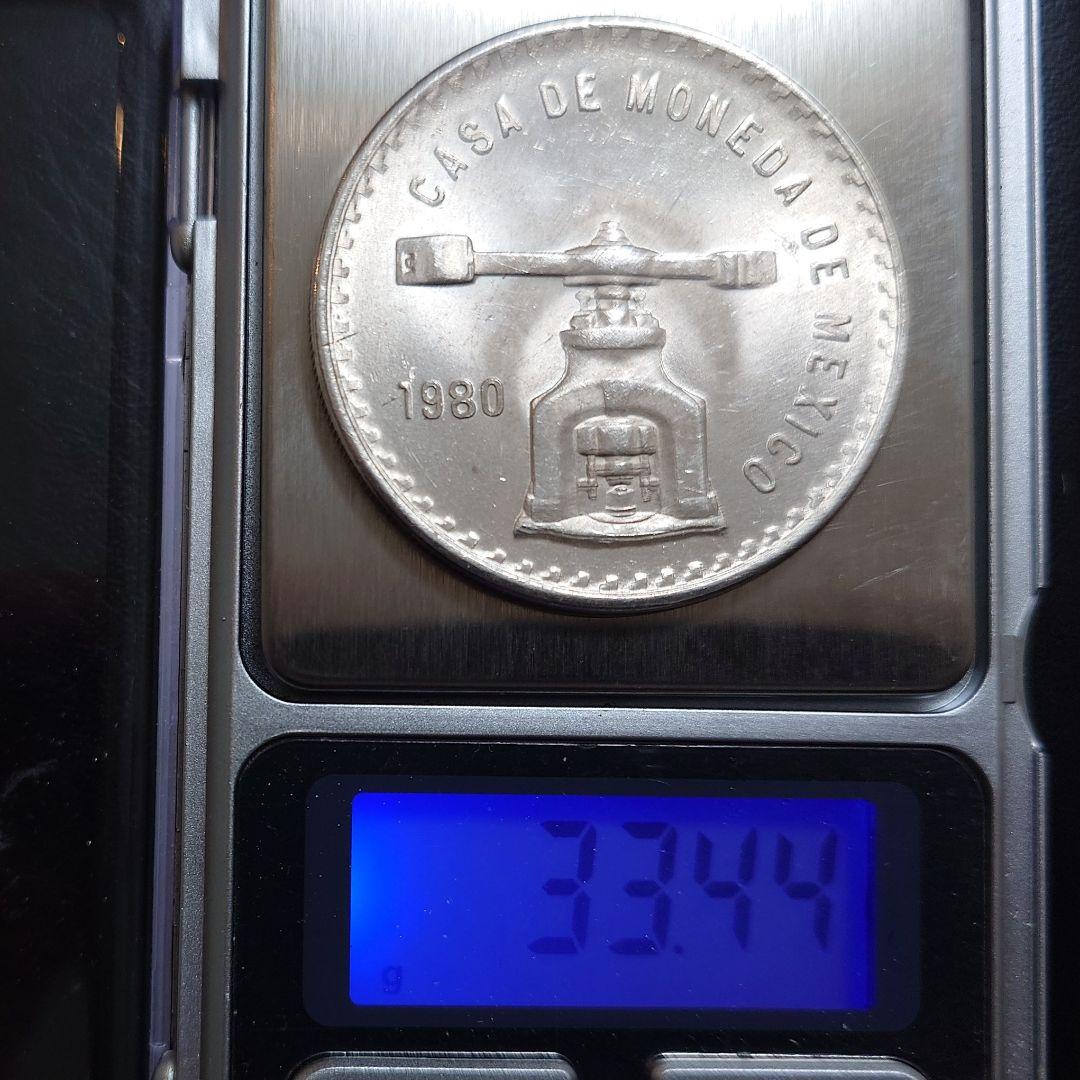 CASA DE MONEDA DE MEXICO
1980
33.44
g